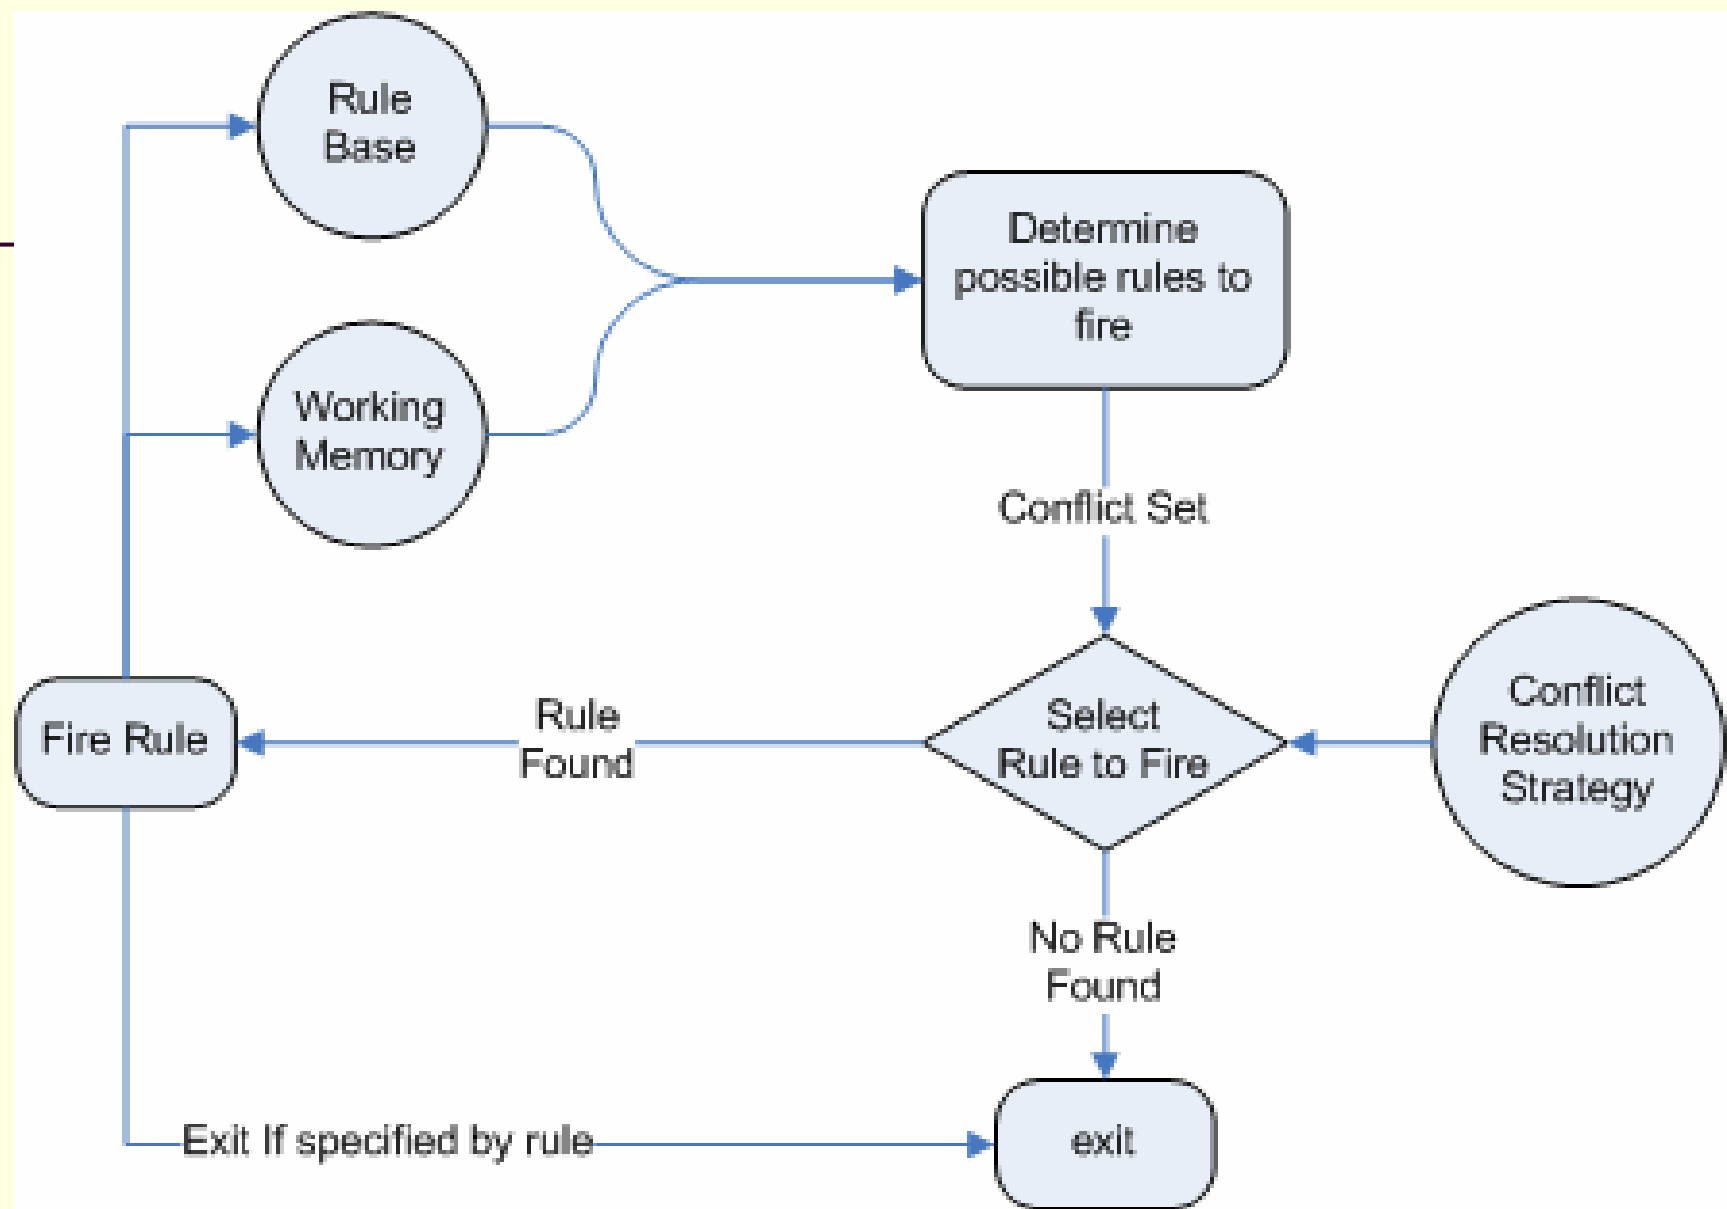 Rule
Base
Determine
possible rules to
fire
Working
Memory
Conflict Set
Select
Rule to Fire
Conflict
Resolution
Strategy
Rule
Found
Fire Rule
No Rule
Found
Exit If specified by rule
exit